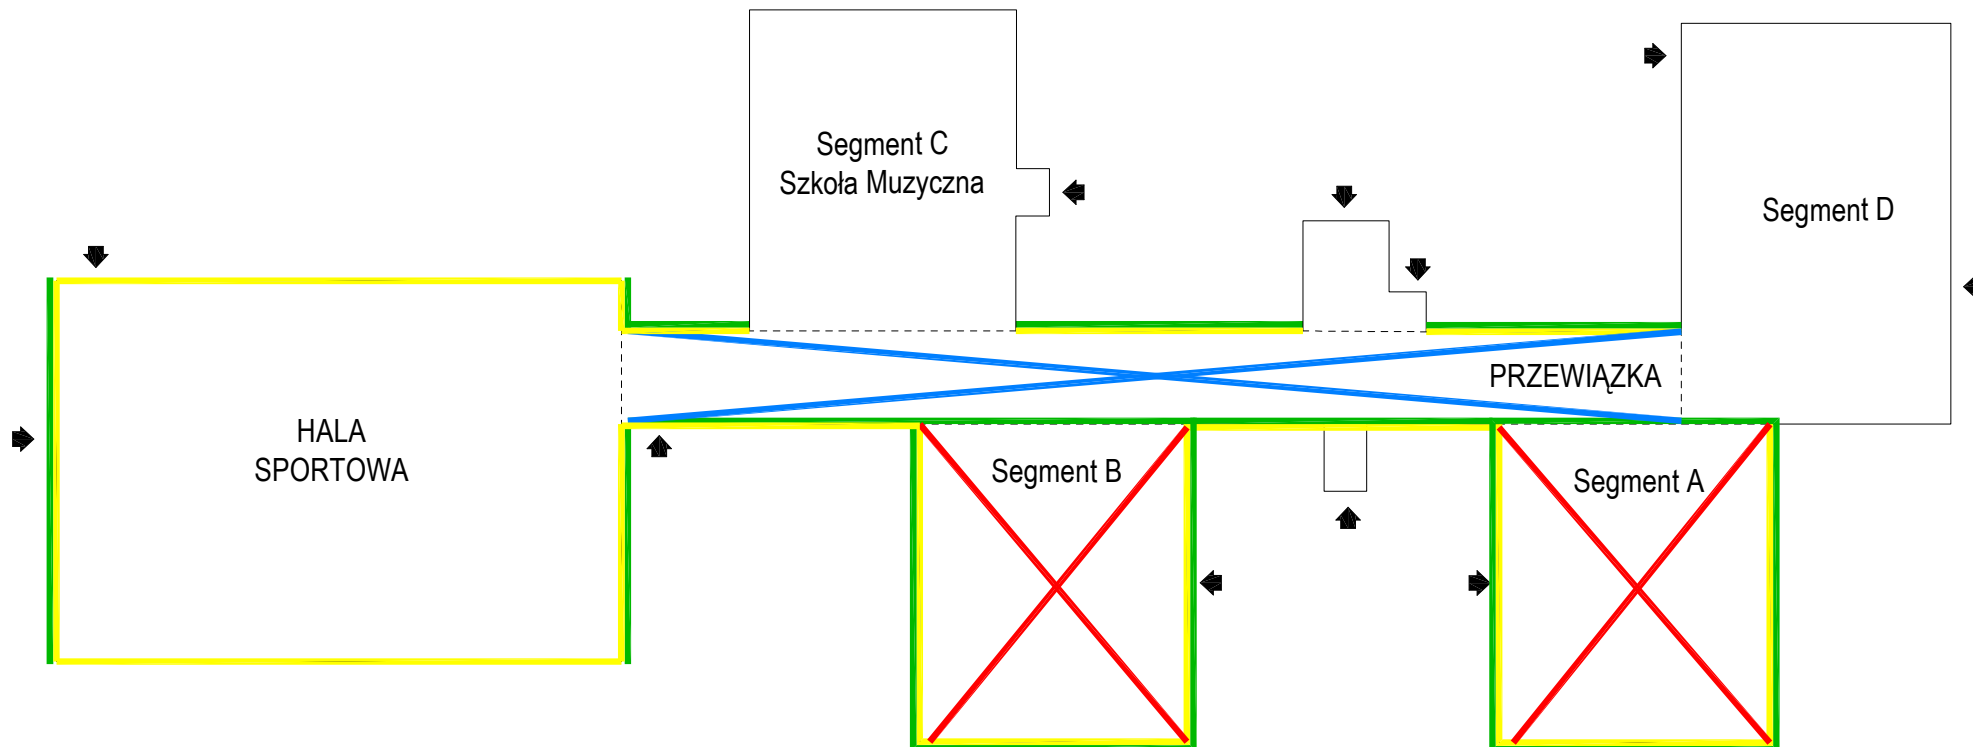 Segment C
Szkoła Muzyczna
Segment D
PRZEWIĄZKA
HALA
SPORTOWA
Segment B
Segment A